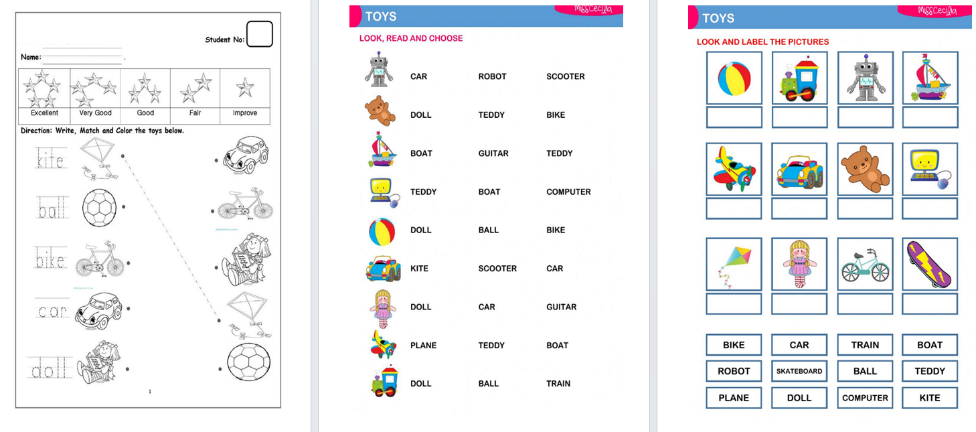 Student No:
Name:
Excellent Very Good Good Fair Improve
Direction: Write, Match and Color the toys below.
kite
ball
bike
car
doll
1
MissCecilia
TOYS
LOOK, READ AND CHOOSE
CAR ROBOT SCOOTER
DOLL TEDDY BIKE
BOAT GUITAR TEDDY
TEDDY BOAT COMPUTER
DOLL BALL BIKE
KITE SCOOTER CAR
DOLL CAR GUITAR
PLANE TEDDY BOAT
DOLL BALL TRAIN
MissCecilia
TOYS
LOOK AND LABEL THE PICTURES
BIKE CAR TRAIN BOAT
ROBOT SKATEBOARD BALL TEDDY
PLANE DOLL COMPUTER KITE